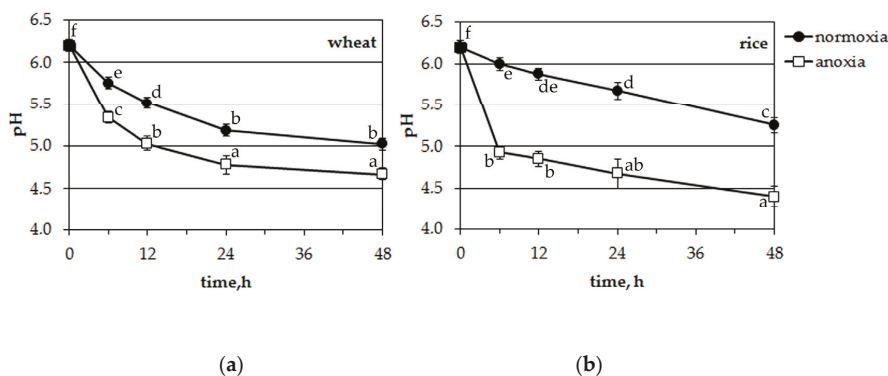 wheat
pH
6.5
6.0
5.5
5.0
4.5
4.0
f
e
d
b
b
c
b
a
a
0 12 24 36 48
time,h
(a)
rice
normoxia
anoxia
pH
6.5
6.0
5.5
5.0
4.5
4.0
f
e
de
d
c
b
b
ab
a
0 12 24 36 48
time, h
(b)